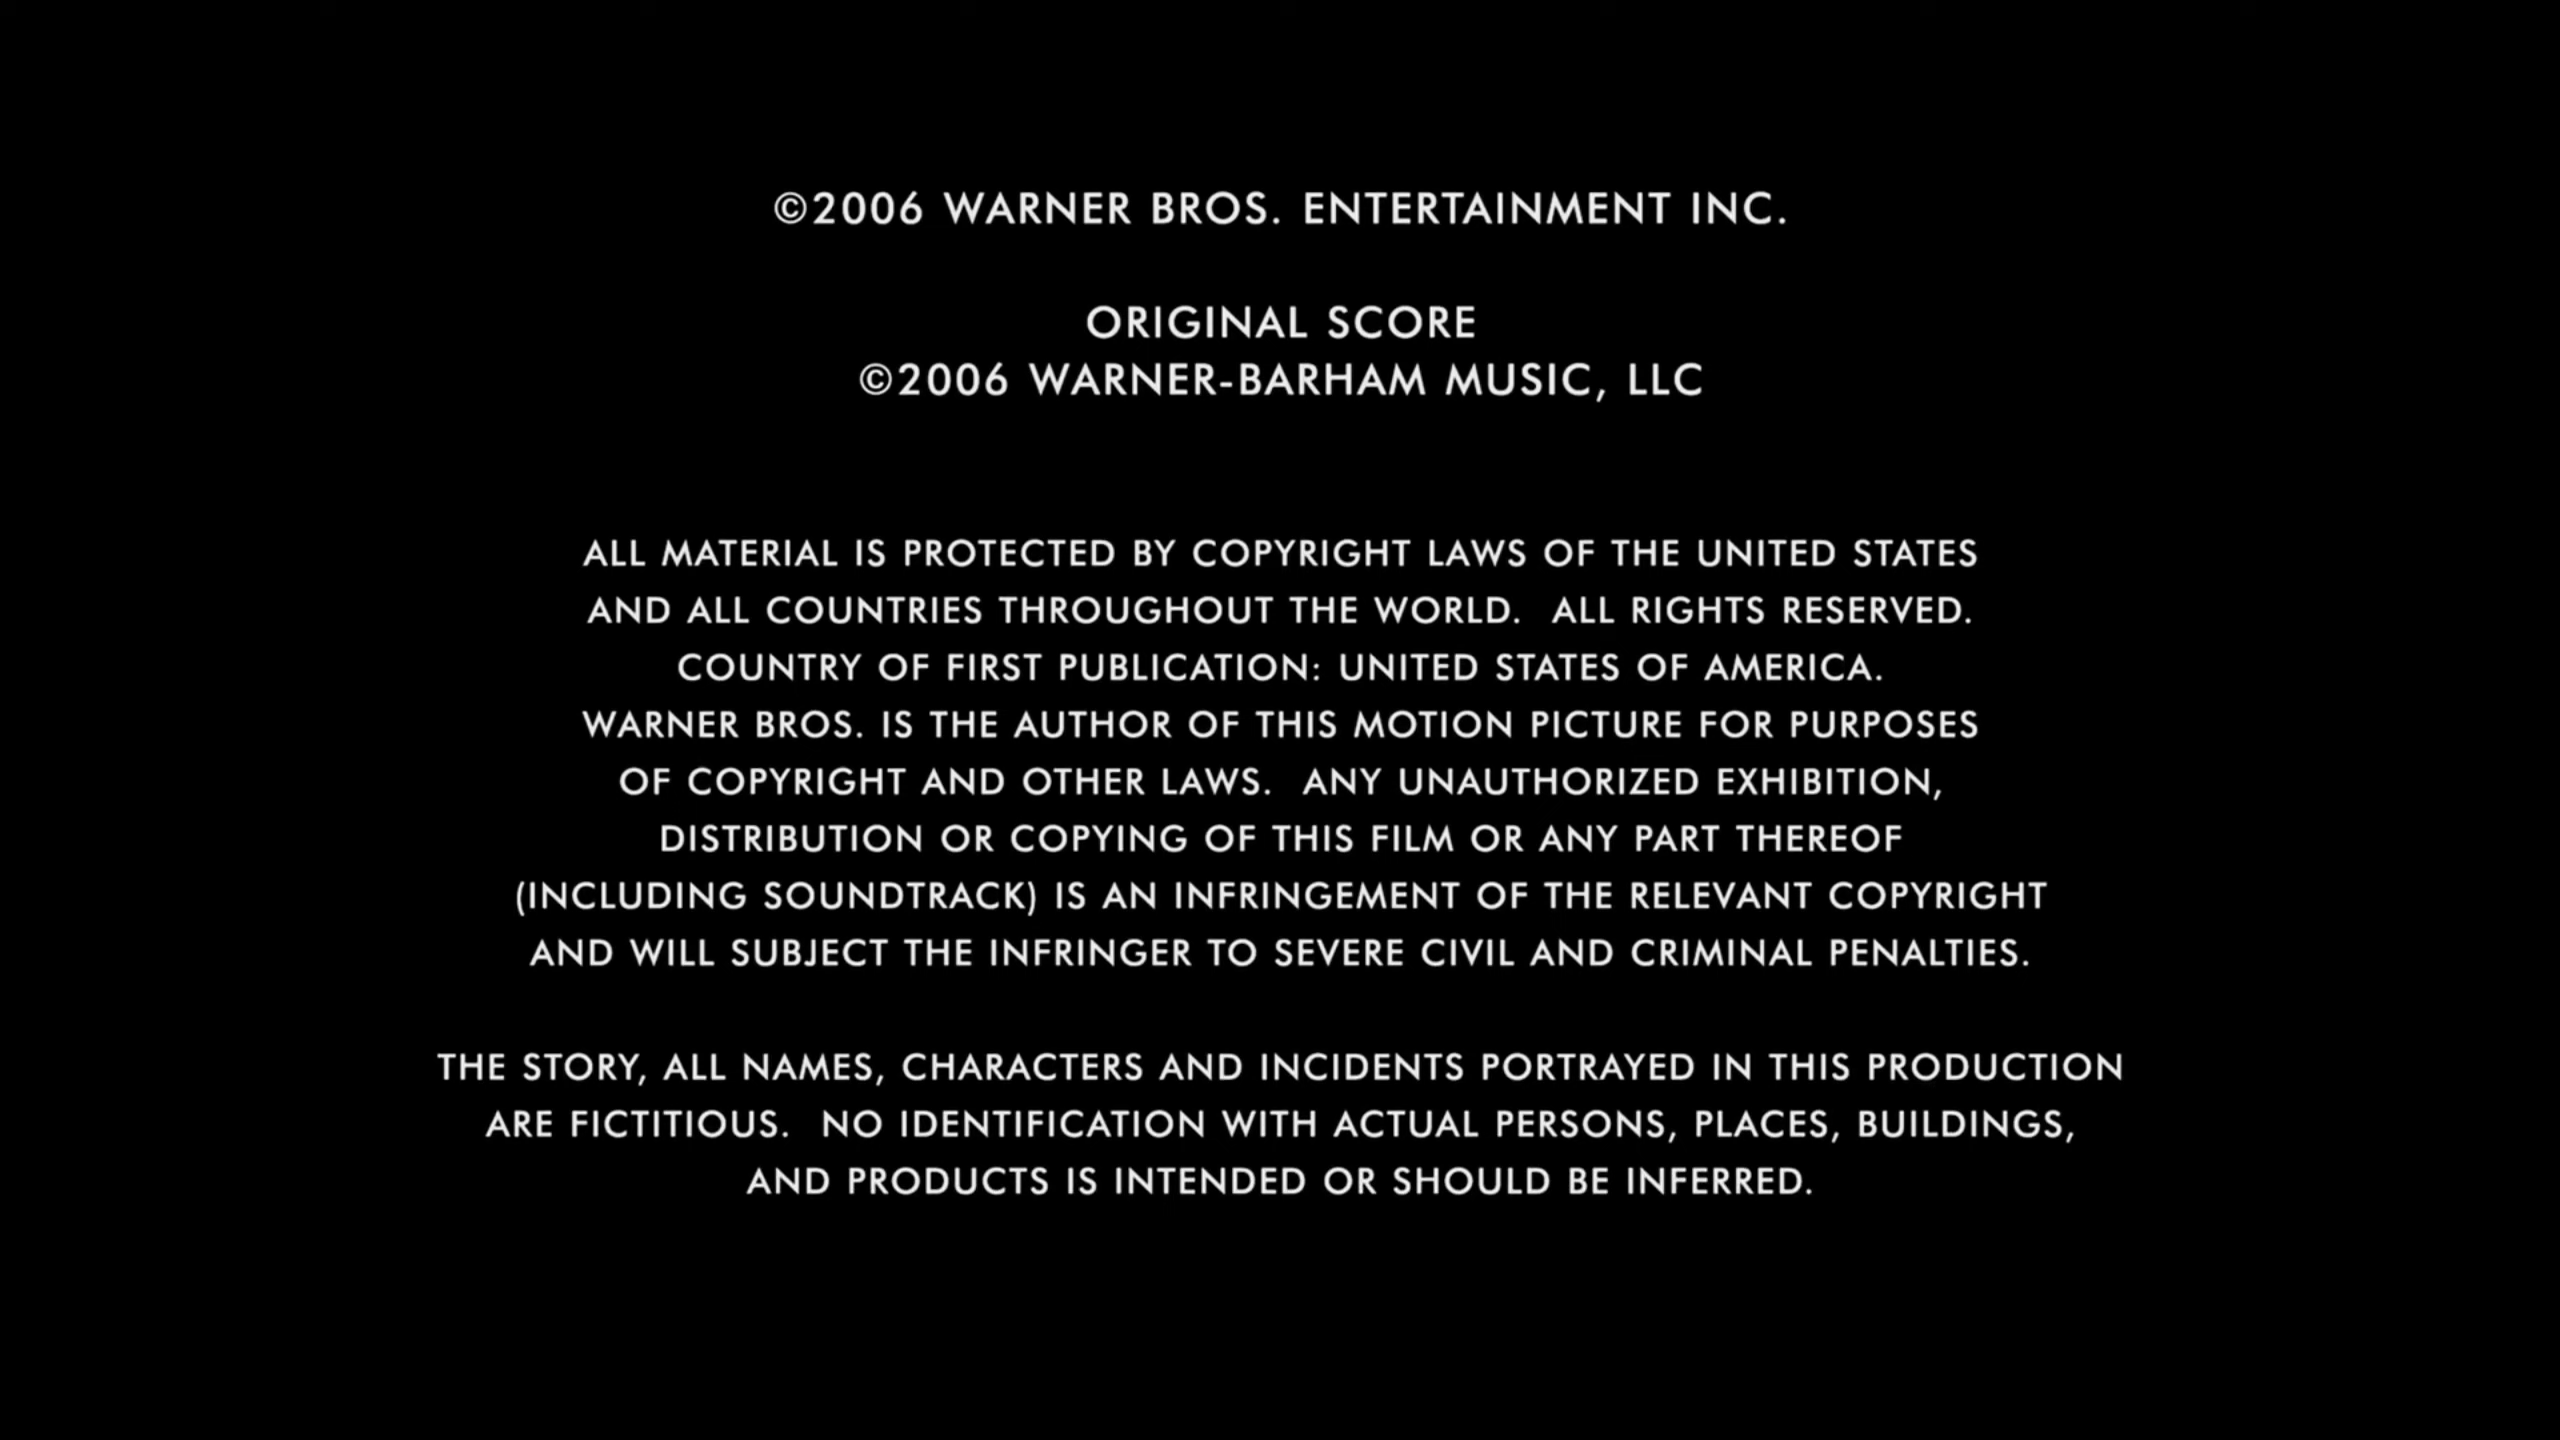 ©2006 WARNER BROS. ENTERTAINMENT INC.
ORIGINAL SCORE
©2006 WARNER-BARHAM MUSIC, LLC
ALL MATERIAL IS PROTECTED BY COPYRIGHT LAWS OF THE UNITED STATES
AND ALL COUNTRIES THROUGHOUT THE WORLD.  ALL RIGHTS RESERVED.
COUNTRY OF FIRST PUBLICATION: UNITED STATES OF AMERICA.
WARNER BROS. IS THE AUTHOR OF THIS MOTION PICTURE FOR PURPOSES
OF COPYRIGHT AND OTHER LAWS.  ANY UNAUTHORIZED EXHIBITION,
DISTRIBUTION OR COPYING OF THIS FILM OR ANY PART THEREOF
(INCLUDING SOUNDTRACK) IS AN INFRINGEMENT OF THE RELEVANT COPYRIGHT
AND WILL SUBJECT THE INFRINGER TO SEVERE CIVIL AND CRIMINAL PENALTIES.
THE STORY, ALL NAMES, CHARACTERS AND INCIDENTS PORTRAYED IN THIS PRODUCTION
ARE FICTITIOUS.  NO IDENTIFICATION WITH ACTUAL PERSONS, PLACES, BUILDINGS,
AND PRODUCTS IS INTENDED OR SHOULD BE INFERRED.